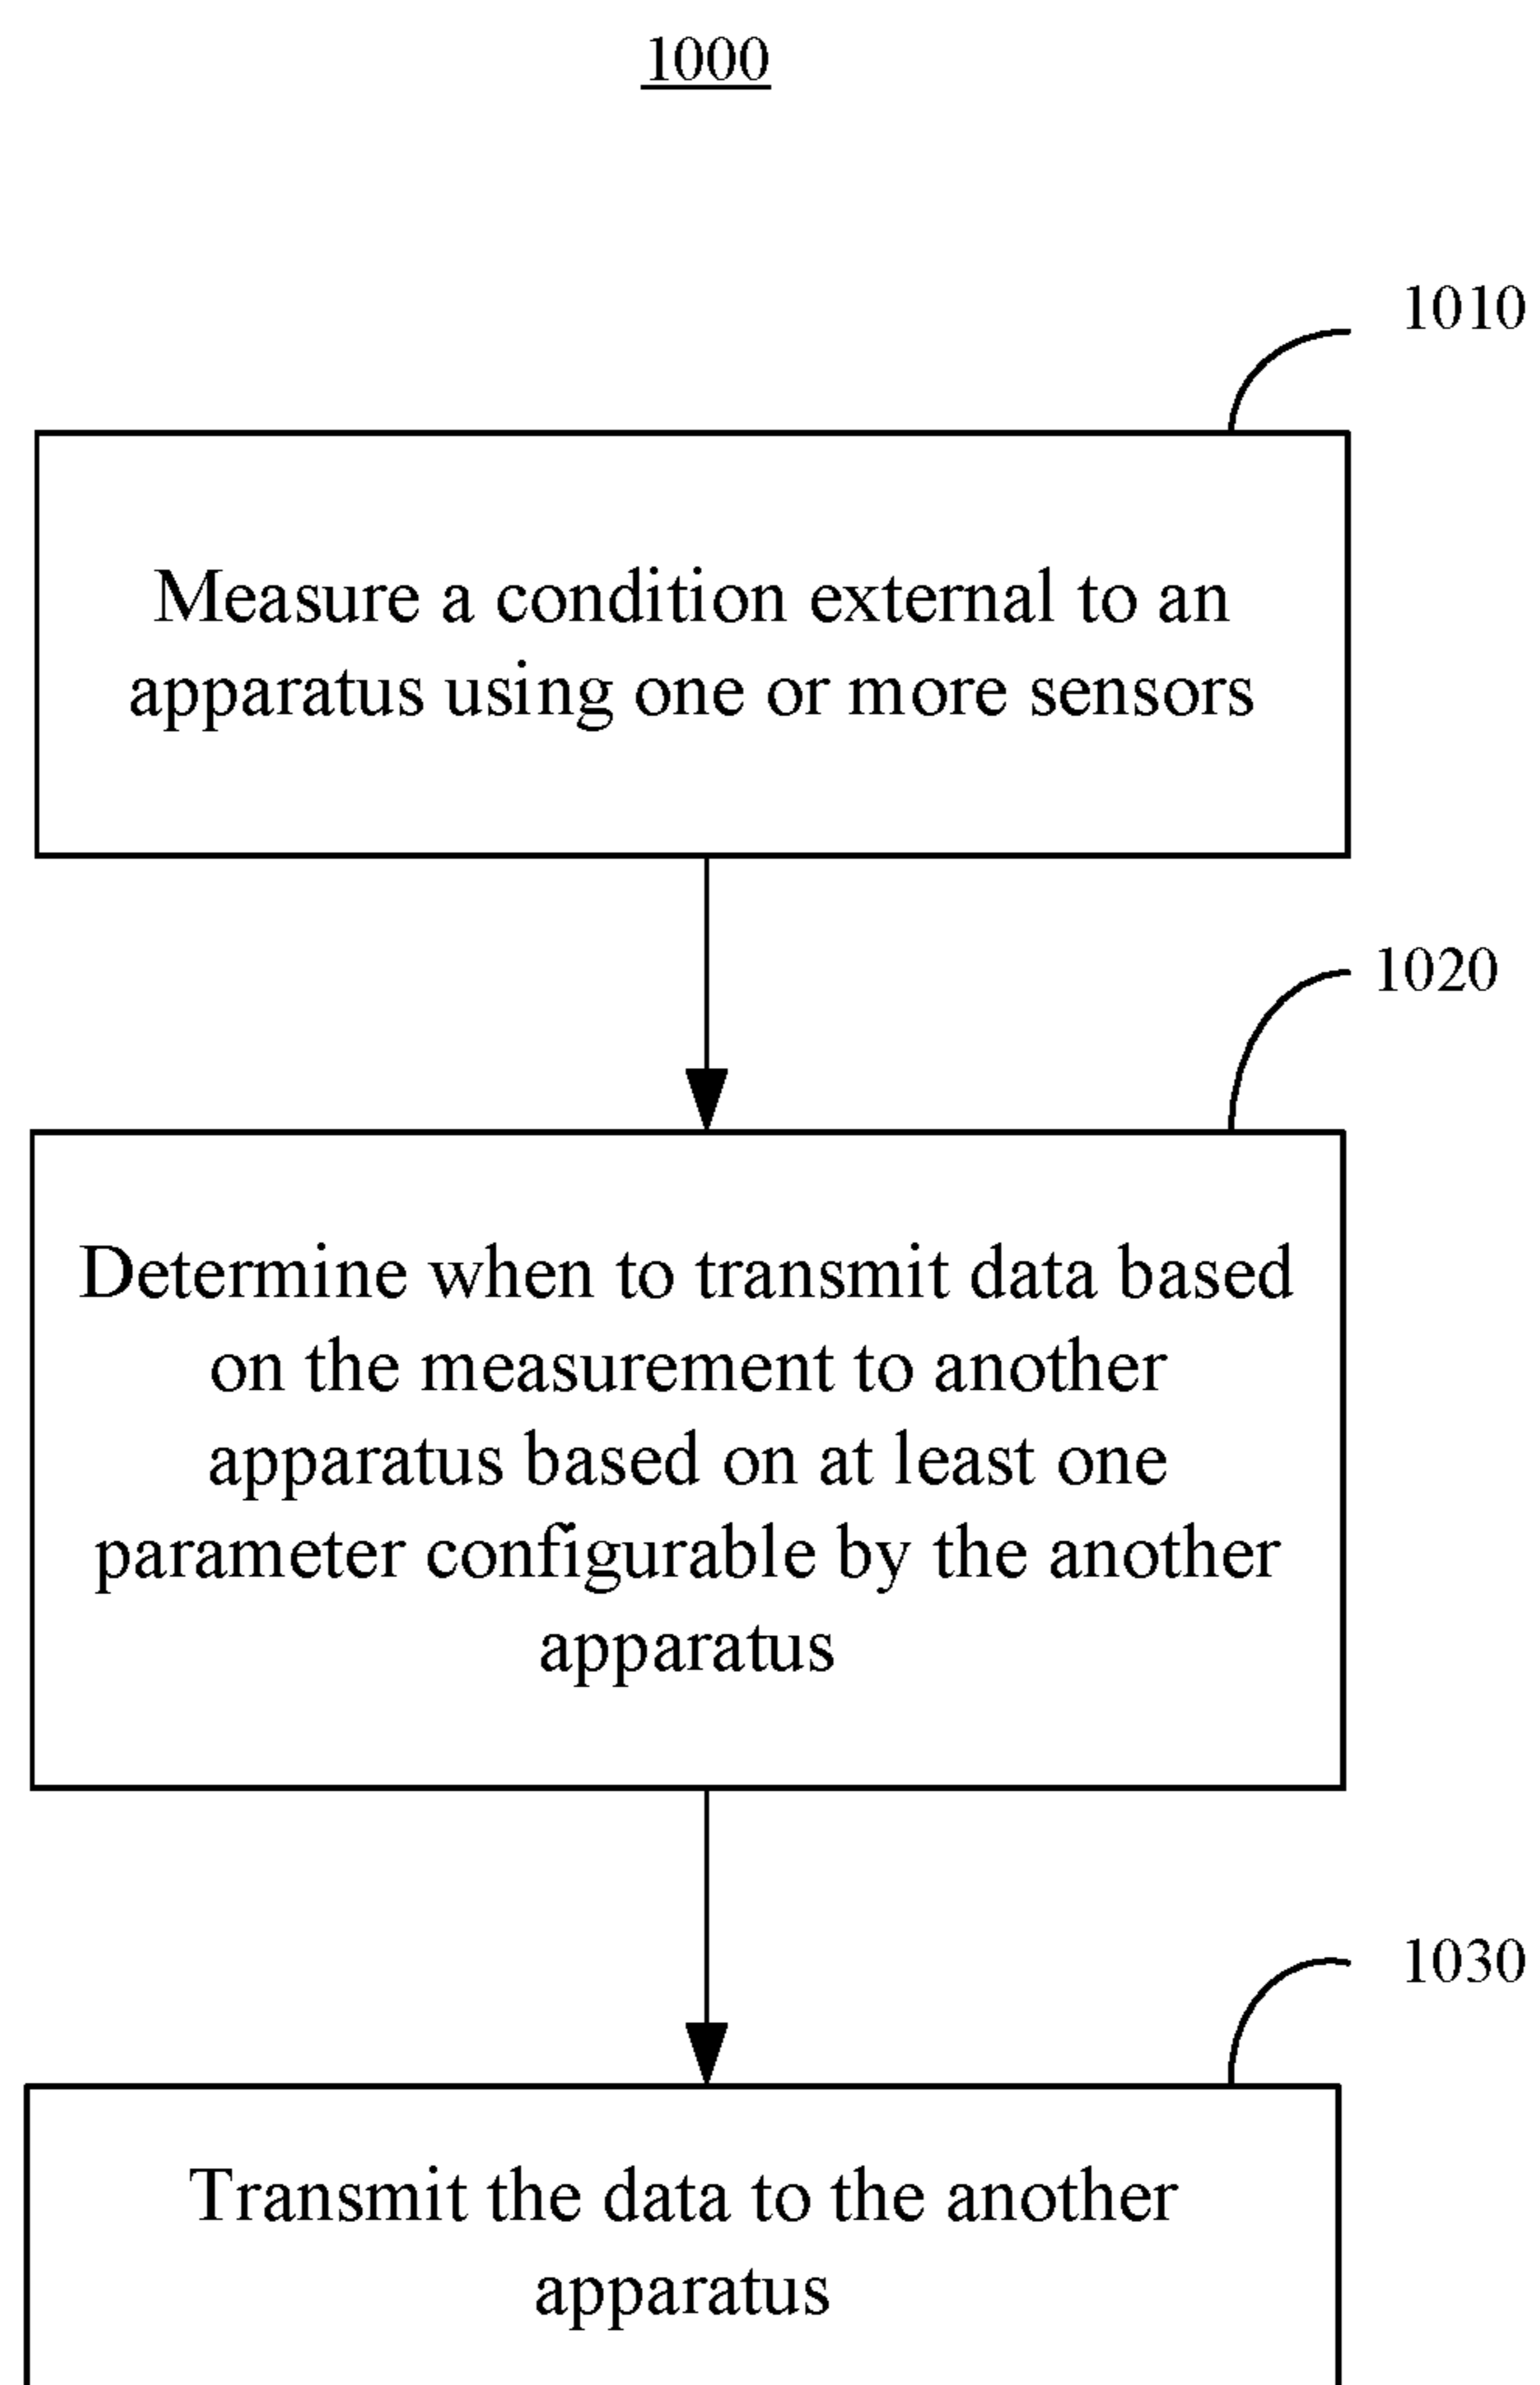 1000
1010
Measure a condition external to an
apparatus using one or more sensors
1020
Determine when to transmit data based
on the measurement to another
apparatus based on at least one
parameter configurable by the another
apparatus
1030
Transmit the data to the another
apparatus